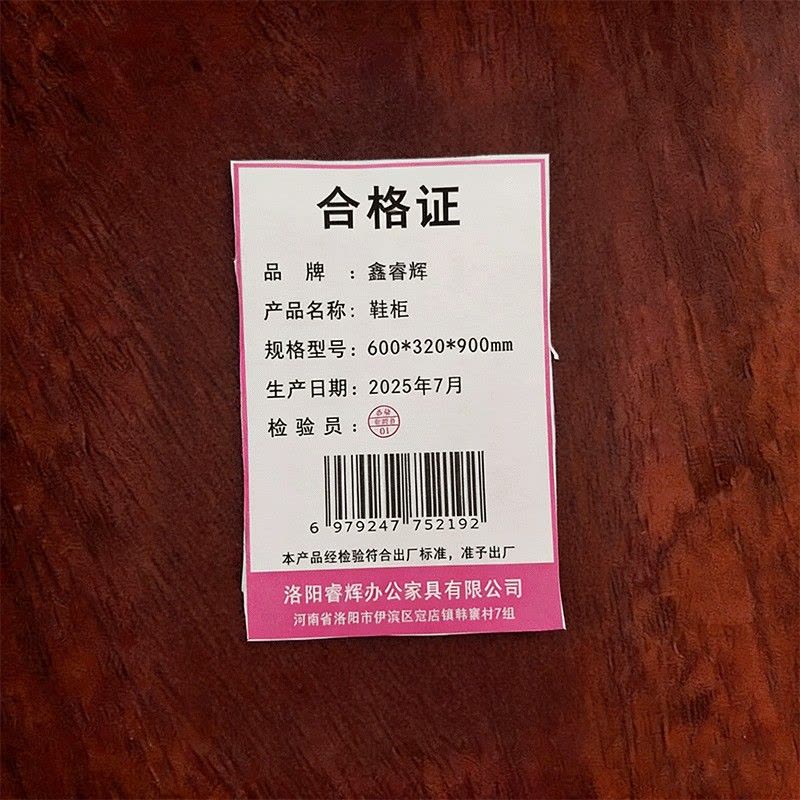 合格证
品 牌 ：鑫睿辉
产品名称：鞋柜
规格型号：600*320*900mm
生产日期：2025年7月
检 验 员 ：
01
6 979247 752192
本产品经检验符合出厂标准，准予出厂
洛阳睿辉办公家具有限公司
河南省洛阳市伊滨区寇店镇韩寨村7组